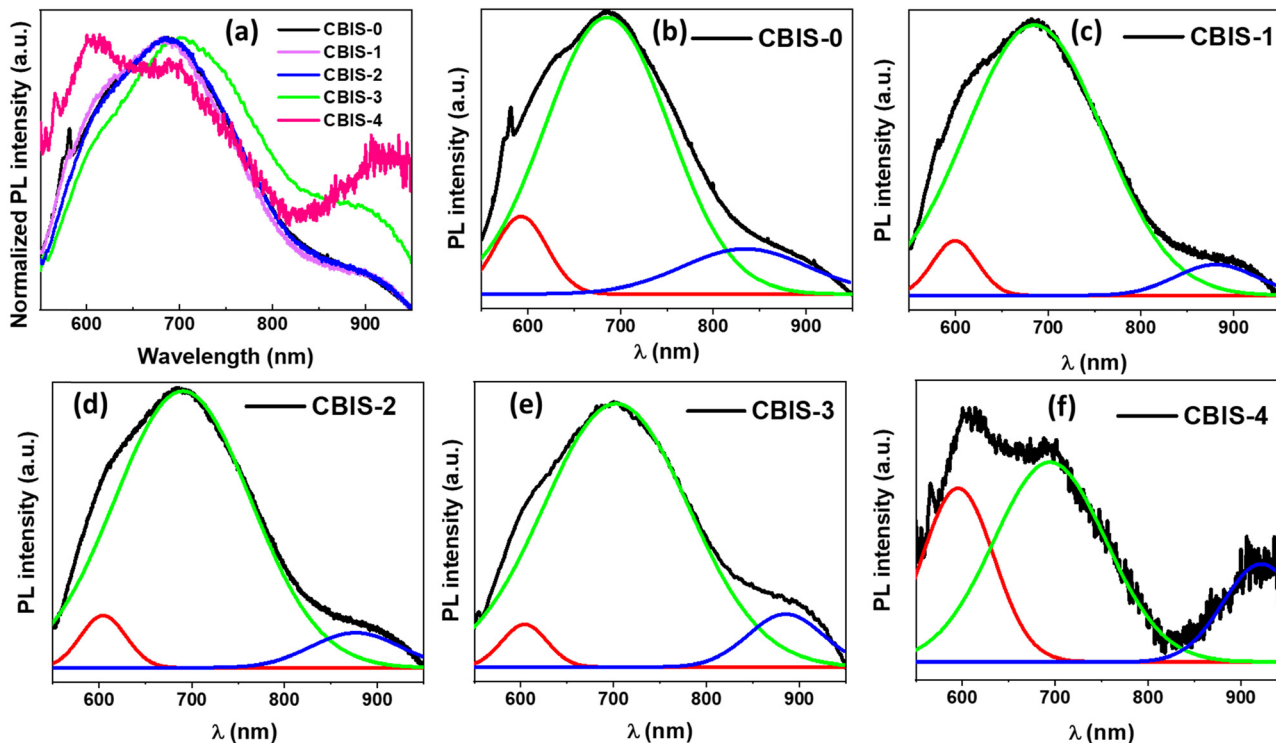 (a)
CBIS-0
CBIS-1
CBIS-2
CBIS-3
CBIS-4
Normalized PL intensity (a.u.)
600 700 800 900
Wavelength (nm)
(b)
CBIS-0
PL intensity (a.u.)
600 700 800 900
λ (nm)
(c)
CBIS-1
PL intensity (a.u.)
600 700 800 900
λ (nm)
(d)
CBIS-2
PL intensity (a.u.)
600 700 800 900
λ (nm)
(e)
CBIS-3
PL intensity (a.u.)
600 700 800 900
λ (nm)
(f)
CBIS-4
PL intensity (a.u.)
600 700 800 900
λ (nm)